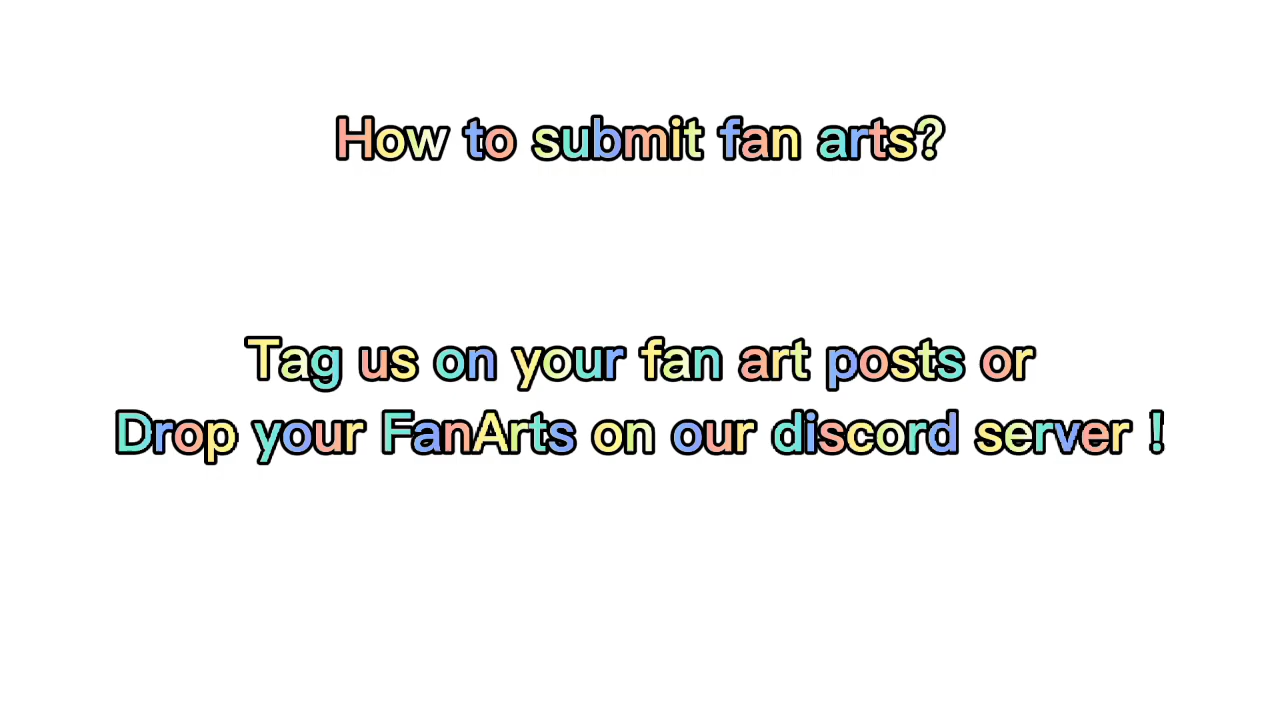 How to submit fan arts?
Tag us on your fan art posts or
Drop your FanArts on our discord server !